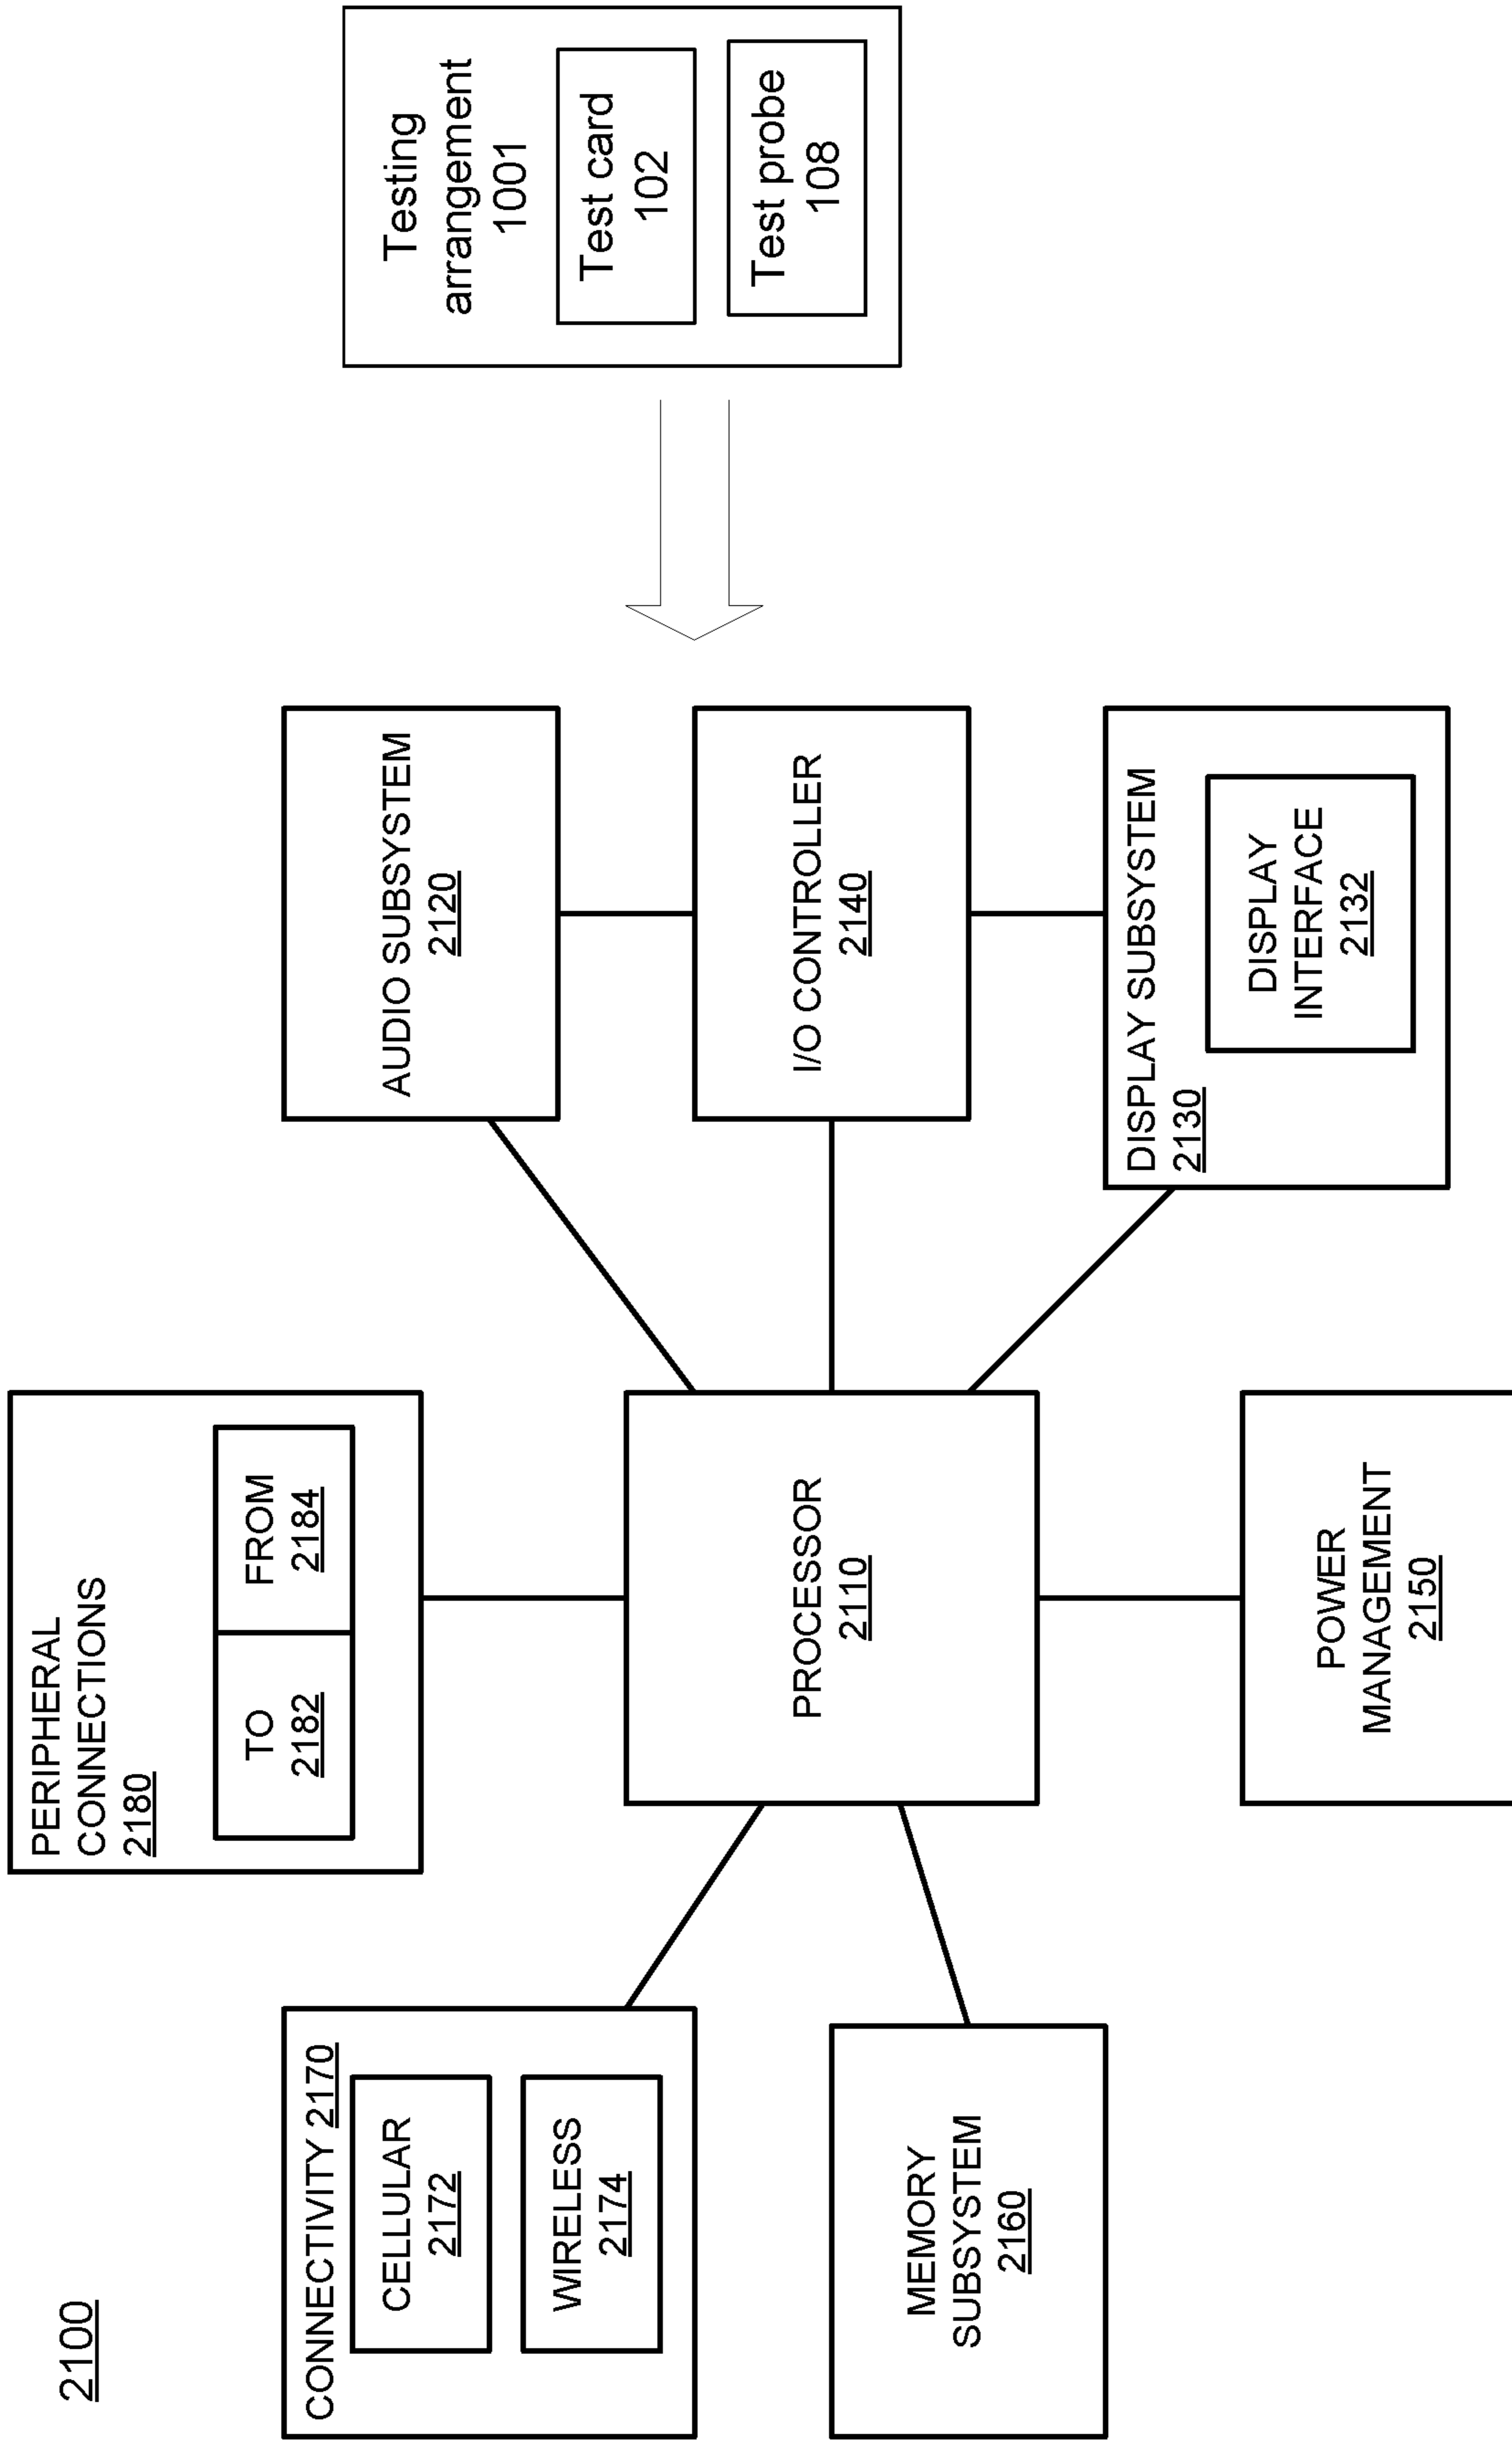 2100
PERIPHERAL
CONNECTIONS
2180
TO
2182
FROM
2184
CONNECTIVITY 2170
CELLULAR
2172
WIRELESS
2174
AUDIO SUBSYSTEM
2120
Testing
arrangement
1001
Test card
102
Test probe
108
PROCESSOR
2110
I/O CONTROLLER
2140
MEMORY
SUBSYSTEM
2160
DISPLAY SUBSYSTEM
2130
DISPLAY
INTERFACE
2132
POWER
MANAGEMENT
2150